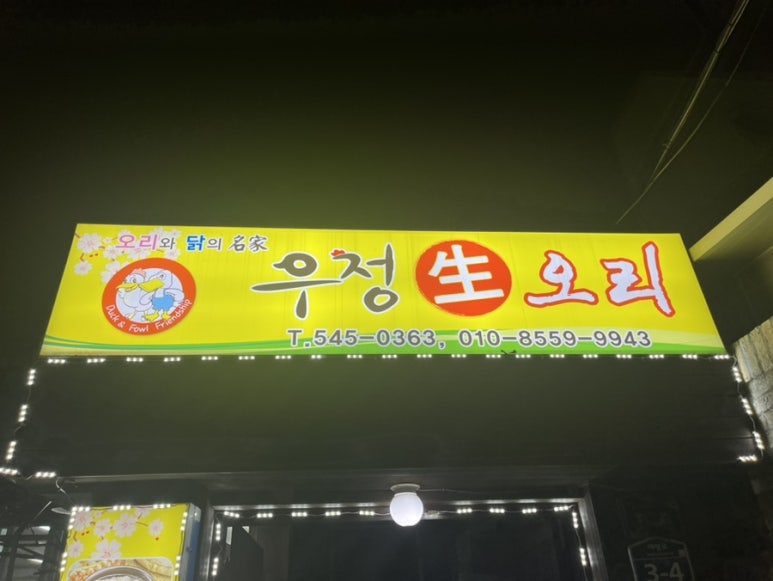 오리와 닭의 名家
우정 生 오리
Duck & Fowl Friendship
T.545-0363, 010-8559-9943
3-4